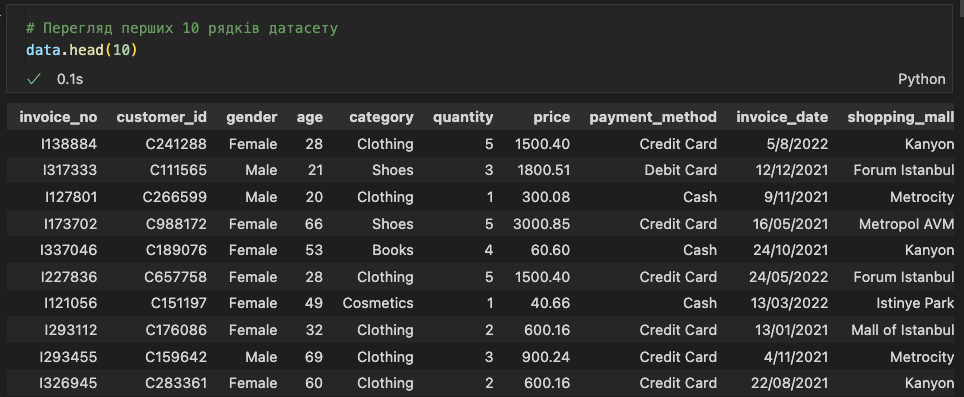 # Перегляд перших 10 рядків датасету
data.head(10)
0.1s Python
invoice_no customer_id gender age category quantity price payment_method invoice_date shopping_mall
I138884 C241288 Female 28 Clothing 5 1500.40 Credit Card 5/8/2022 Kanyon
I317333 C111565 Male 21 Shoes 3 1800.51 Debit Card 12/12/2021 Forum Istanbul
I127801 C266599 Male 20 Clothing 1 300.08 Cash 9/11/2021 Metrocity
I173702 C988172 Female 66 Shoes 5 3000.85 Credit Card 16/05/2021 Metropol AVM
I337046 C189076 Female 53 Books 4 60.60 Cash 24/10/2021 Kanyon
I227836 C657758 Female 28 Clothing 5 1500.40 Credit Card 24/05/2022 Forum Istanbul
I121056 C151197 Female 49 Cosmetics 1 40.66 Cash 13/03/2022 Istinye Park
I293112 C176086 Female 32 Clothing 2 600.16 Credit Card 13/01/2021 Mall of Istanbul
I293455 C159642 Male 69 Clothing 3 900.24 Credit Card 4/11/2021 Metrocity
I326945 C283361 Female 60 Clothing 2 600.16 Credit Card 22/08/2021 Kanyon